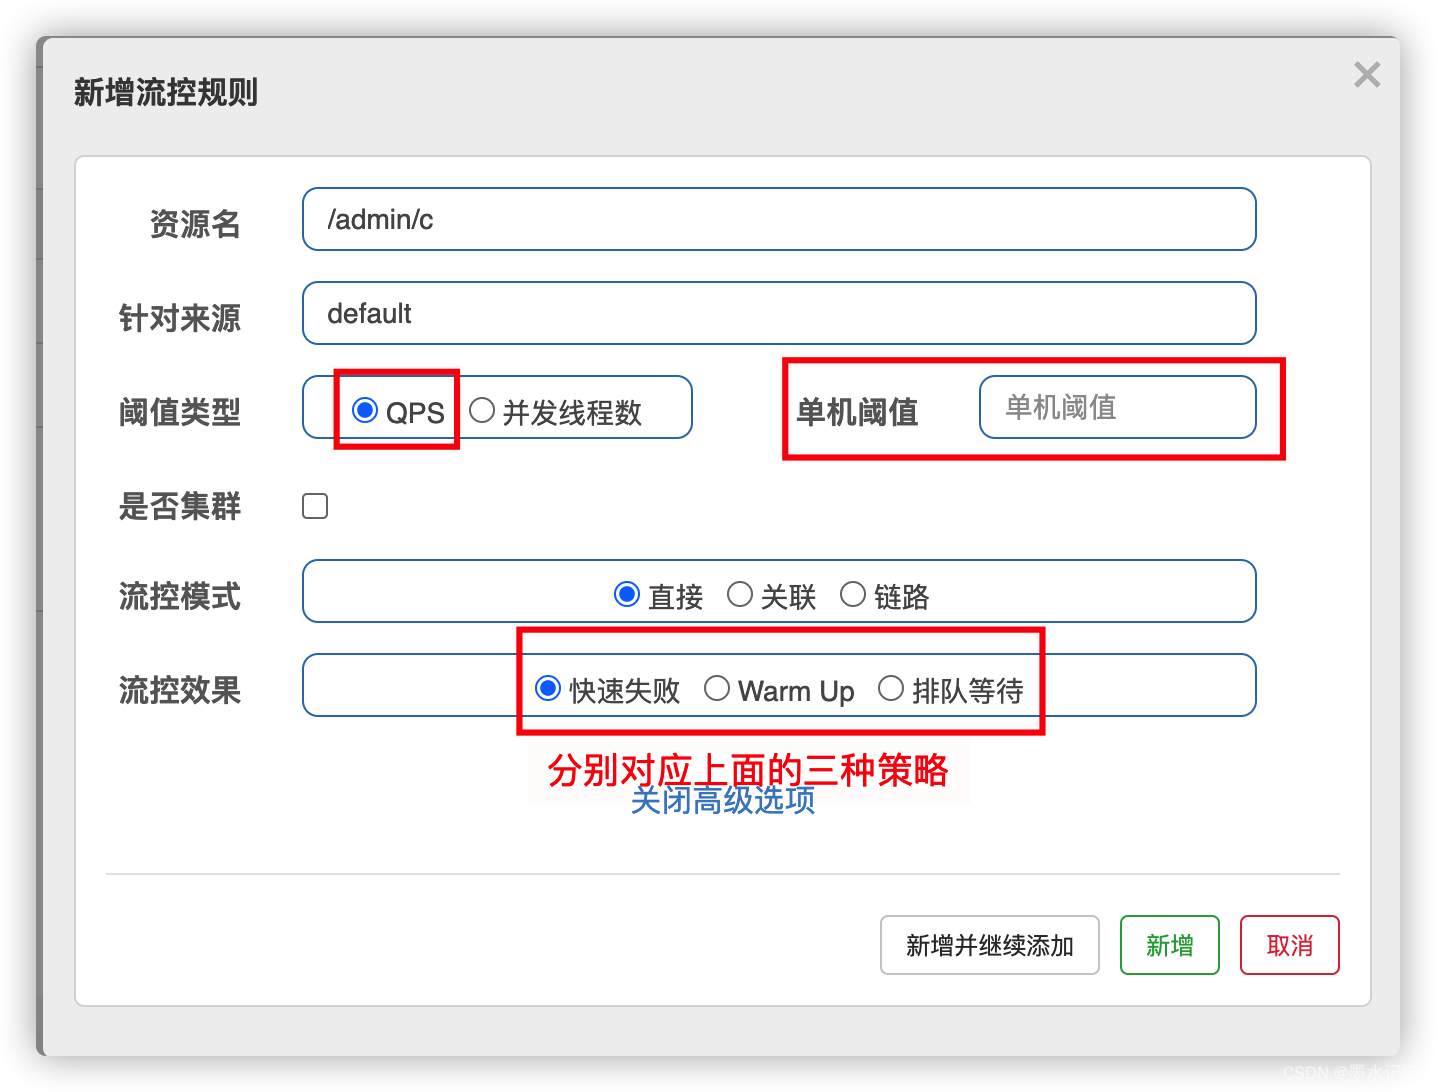 新增流控规则
资源名 /admin/c
针对来源 default
阈值类型 QPS 并发线程数 单机阈值 单机阈值
是否集群
流控模式 直接 关联 链路
流控效果 快速失败 Warm Up 排队等待
分别对应上面的三种策略
关闭高级选项
新增并继续添加 新增 取消
CSDN @墨水记忆